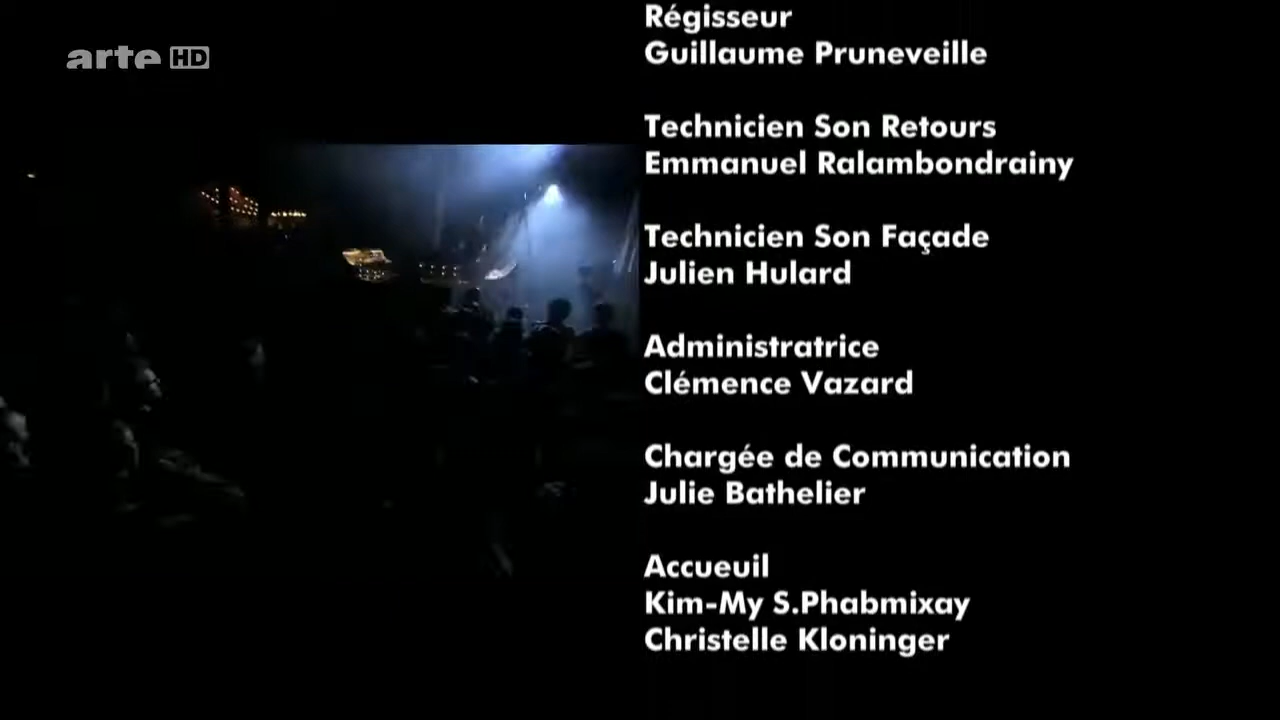 arte HD
Régisseur
Guillaume Pruneveille
Technicien Son Retours
Emmanuel Ralambondrainy
Technicien Son Façade
Julien Hulard
Administratrice
Clémence Vazard
Chargée de Communication
Julie Bathelier
Accueuil
Kim-My S.Phabmixay
Christelle Kloninger